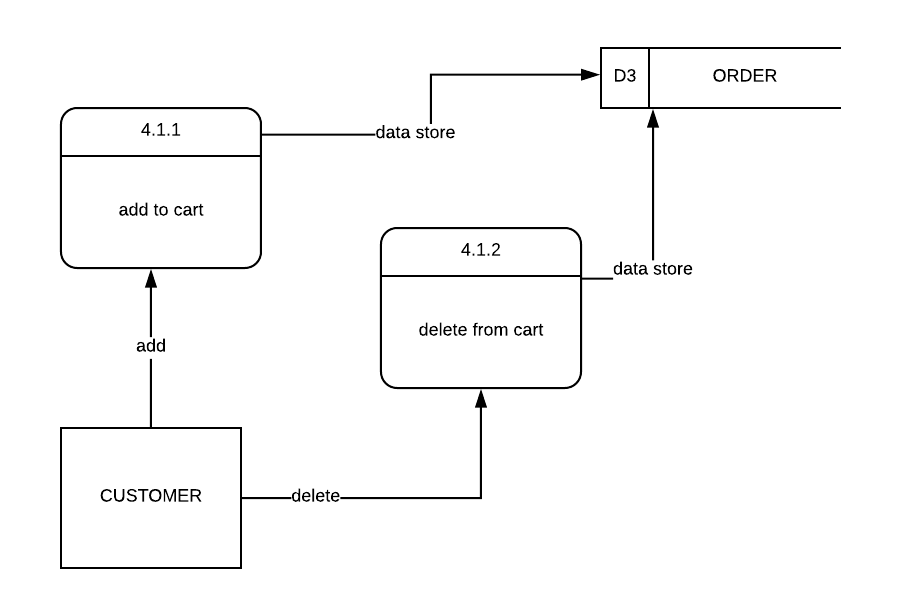 D3
ORDER
4.1.1
data store
add to cart
4.1.2
data store
delete from cart
add
CUSTOMER
delete